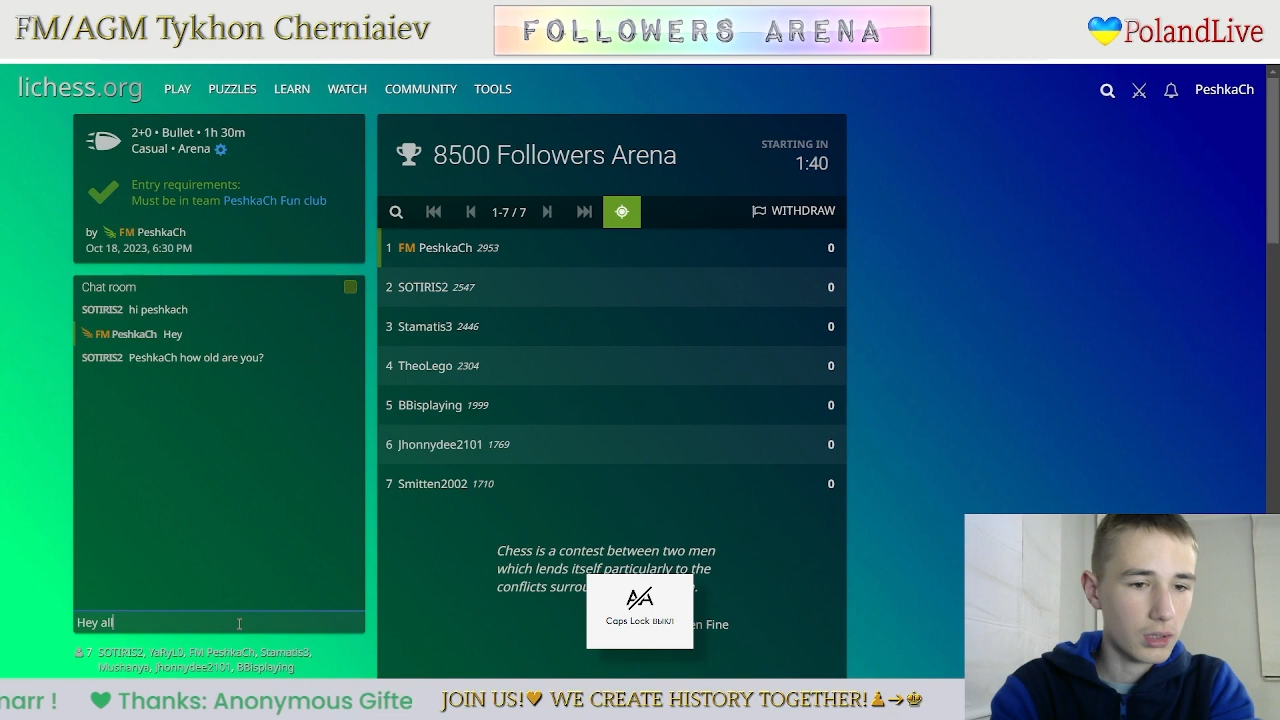 FM/AGM Tykhon Cherniaiev
FOLLOWERS ARENA
PolandLive
lichess.org PLAY PUZZLES LEARN WATCH COMMUNITY TOOLS PeshkaCh
2+0 • Bullet • 1h 30m
Casual • Arena
Entry requirements:
Must be in team PeshkaCh Fun club
by FM PeshkaCh
Oct 18, 2023, 6:30 PM
Chat room
SOTIRIS2 hi peshkach
FM PeshkaCh Hey
SOTIRIS2 PeshkaCh how old are you?
Hey all
7 SOTIRIS2, YaRyL0, FM PeshkaCh, Stamatis3,
Mushanya, Jhonnydee2101, BBisplaying
8500 Followers Arena
STARTING IN
1:40
1-7 / 7
WITHDRAW
1 FM PeshkaCh 2953 0
2 SOTIRIS2 2547 0
3 Stamatis3 2446 0
4 TheoLego 2304 0
5 BBisplaying 1999 0
6 Jhonnydee2101 1769 0
7 Smitten2002 1710 0
Chess is a contest between two men
which lends itself particularly to the
conflicts
Fine
Caps Lock выкл
! Thanks: Anonymous Gifte
JOIN US! WE CREATE HISTORY TOGETHER!